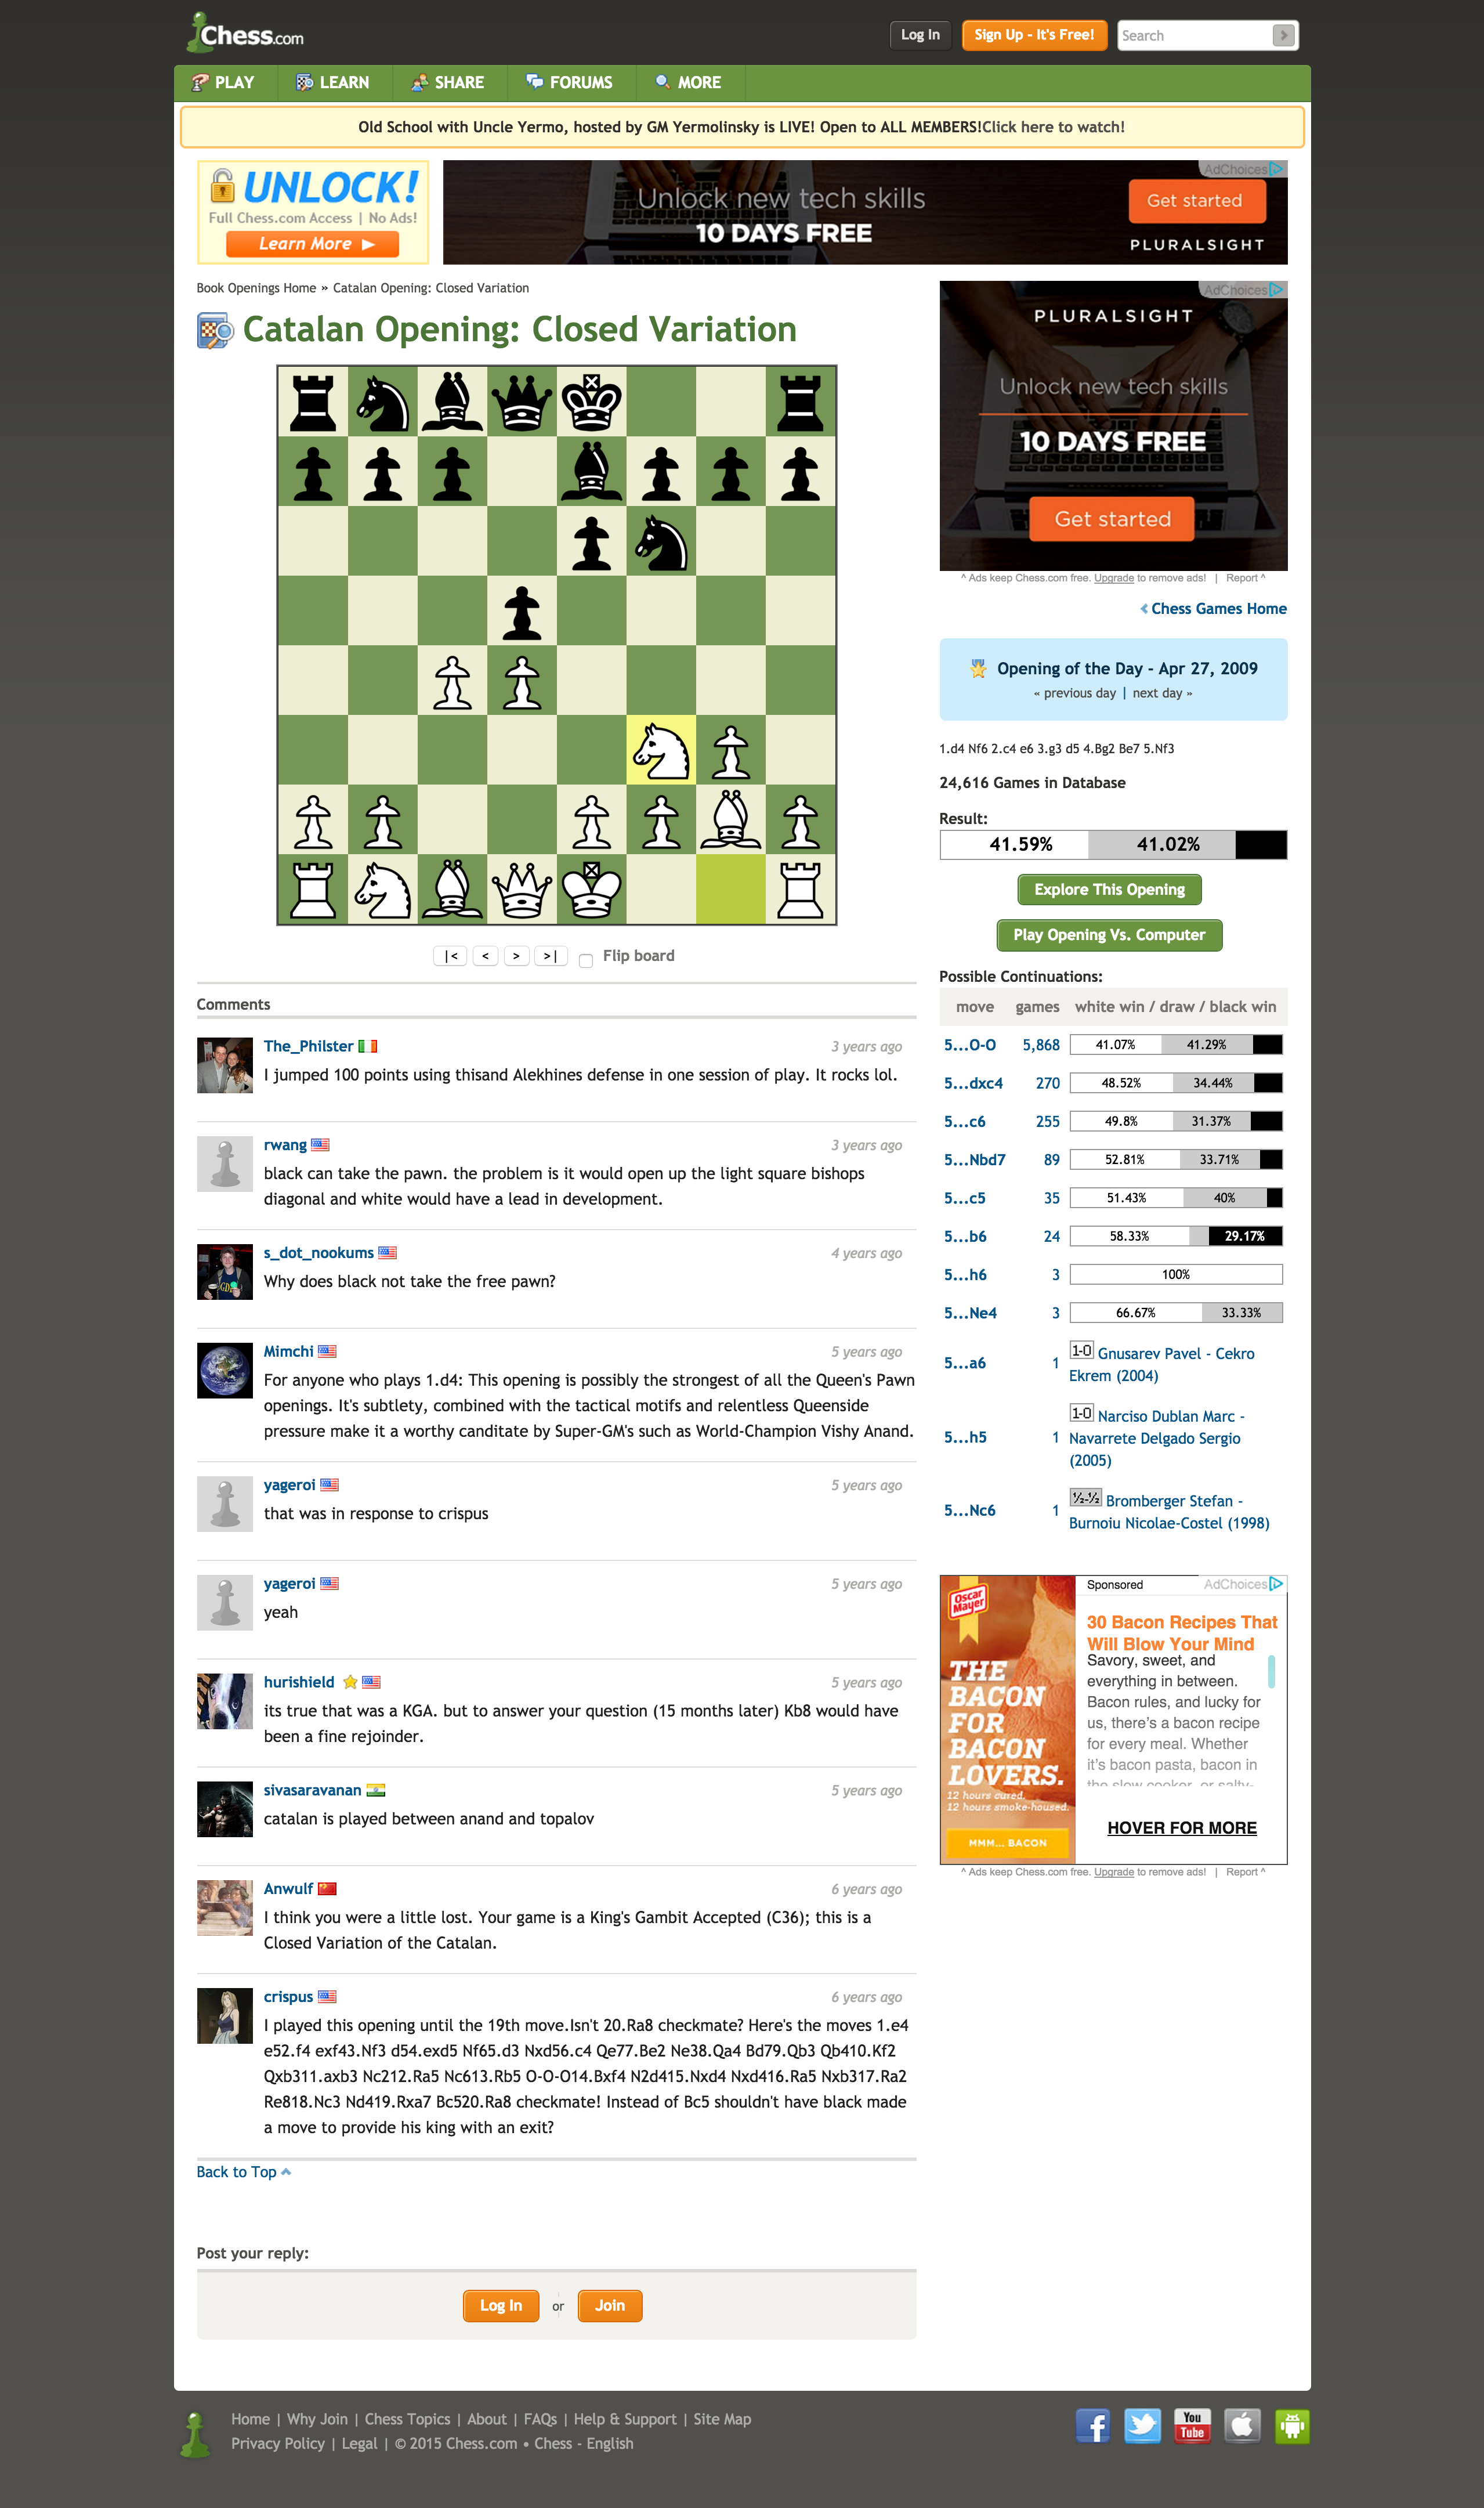 Chess.com
Log In
Sign Up - It's Free!
Search
PLAY
LEARN
SHARE
FORUMS
MORE
Old School with Uncle Yermo, hosted by GM Yermolinsky is LIVE! Open to ALL MEMBERS!Click here to watch!
UNLOCK!
Full Chess.com Access | No Ads!
Learn More
Unlock new tech skills
10 DAYS FREE
AdChoices
Get started
PLURALSIGHT
Book Openings Home » Catalan Opening: Closed Variation
Catalan Opening: Closed Variation
|<
<
>
>|
Flip board
Comments
The_Philster
3 years ago
I jumped 100 points using thisand Alekhines defense in one session of play. It rocks lol.
rwang
3 years ago
black can take the pawn. the problem is it would open up the light square bishops
diagonal and white would have a lead in development.
s_dot_nookums
4 years ago
Why does black not take the free pawn?
Mimchi
5 years ago
For anyone who plays 1.d4: This opening is possibly the strongest of all the Queen's Pawn
openings. It's subtlety, combined with the tactical motifs and relentless Queenside
pressure make it a worthy canditate by Super-GM's such as World-Champion Vishy Anand.
yageroi
5 years ago
that was in response to crispus
yageroi
5 years ago
yeah
hurishield
5 years ago
its true that was a KGA. but to answer your question (15 months later) Kb8 would have
been a fine rejoinder.
sivasaravanan
5 years ago
catalan is played between anand and topalov
Anwulf
6 years ago
I think you were a little lost. Your game is a King's Gambit Accepted (C36); this is a
Closed Variation of the Catalan.
crispus
6 years ago
I played this opening until the 19th move.Isn't 20.Ra8 checkmate? Here's the moves 1.e4
e52.f4 exf43.Nf3 d54.exd5 Nf65.d3 Nxd56.c4 Qe77.Be2 Ne38.Qa4 Bd79.Qb3 Qb410.Kf2
Qxb311.axb3 Nc212.Ra5 Nc613.Rb5 O-O-O14.Bxf4 N2d415.Nxd4 Nxd416.Ra5 Nxb317.Ra2
Re818.Nc3 Nd419.Rxa7 Bc520.Ra8 checkmate! Instead of Bc5 shouldn't have black made
a move to provide his king with an exit?
Back to Top
Post your reply:
Log In
or
Join
AdChoices
PLURALSIGHT
Unlock new tech skills
10 DAYS FREE
Get started
^ Ads keep Chess.com free. Upgrade to remove ads! | Report ^
Chess Games Home
Opening of the Day - Apr 27, 2009
« previous day | next day »
1.d4 Nf6 2.c4 e6 3.g3 d5 4.Bg2 Be7 5.Nf3
24,616 Games in Database
Result:
41.59% 41.02%
Explore This Opening
Play Opening Vs. Computer
Possible Continuations:
move games white win / draw / black win
5...O-O 5,868 41.07% 41.29%
5...dxc4 270 48.52% 34.44%
5...c6 255 49.8% 31.37%
5...Nbd7 89 52.81% 33.71%
5...c5 35 51.43% 40%
5...b6 24 58.33% 29.17%
5...h6 3 100%
5...Ne4 3 66.67% 33.33%
5...a6 1 1-0 Gnusarev Pavel - Cekro
Ekrem (2004)
5...h5 1 1-0 Narciso Dublan Marc -
Navarrete Delgado Sergio
(2005)
5...Nc6 1 ½-½ Bromberger Stefan -
Burnoiu Nicolae-Costel (1998)
Oscar
Mayer
THE
BACON
FOR
BACON
LOVERS.
12 hours cured.
12 hours smoke-housed.
MMM... BACON
Sponsored
AdChoices
30 Bacon Recipes That
Will Blow Your Mind
Savory, sweet, and
everything in between.
Bacon rules, and lucky for
us, there's a bacon recipe
for every meal. Whether
it's bacon pasta, bacon in
the slow cooker, or salty-
HOVER FOR MORE
^ Ads keep Chess.com free. Upgrade to remove ads! | Report ^
Home | Why Join | Chess Topics | About | FAQs | Help & Support | Site Map
Privacy Policy | Legal | © 2015 Chess.com • Chess - English
You
Tube